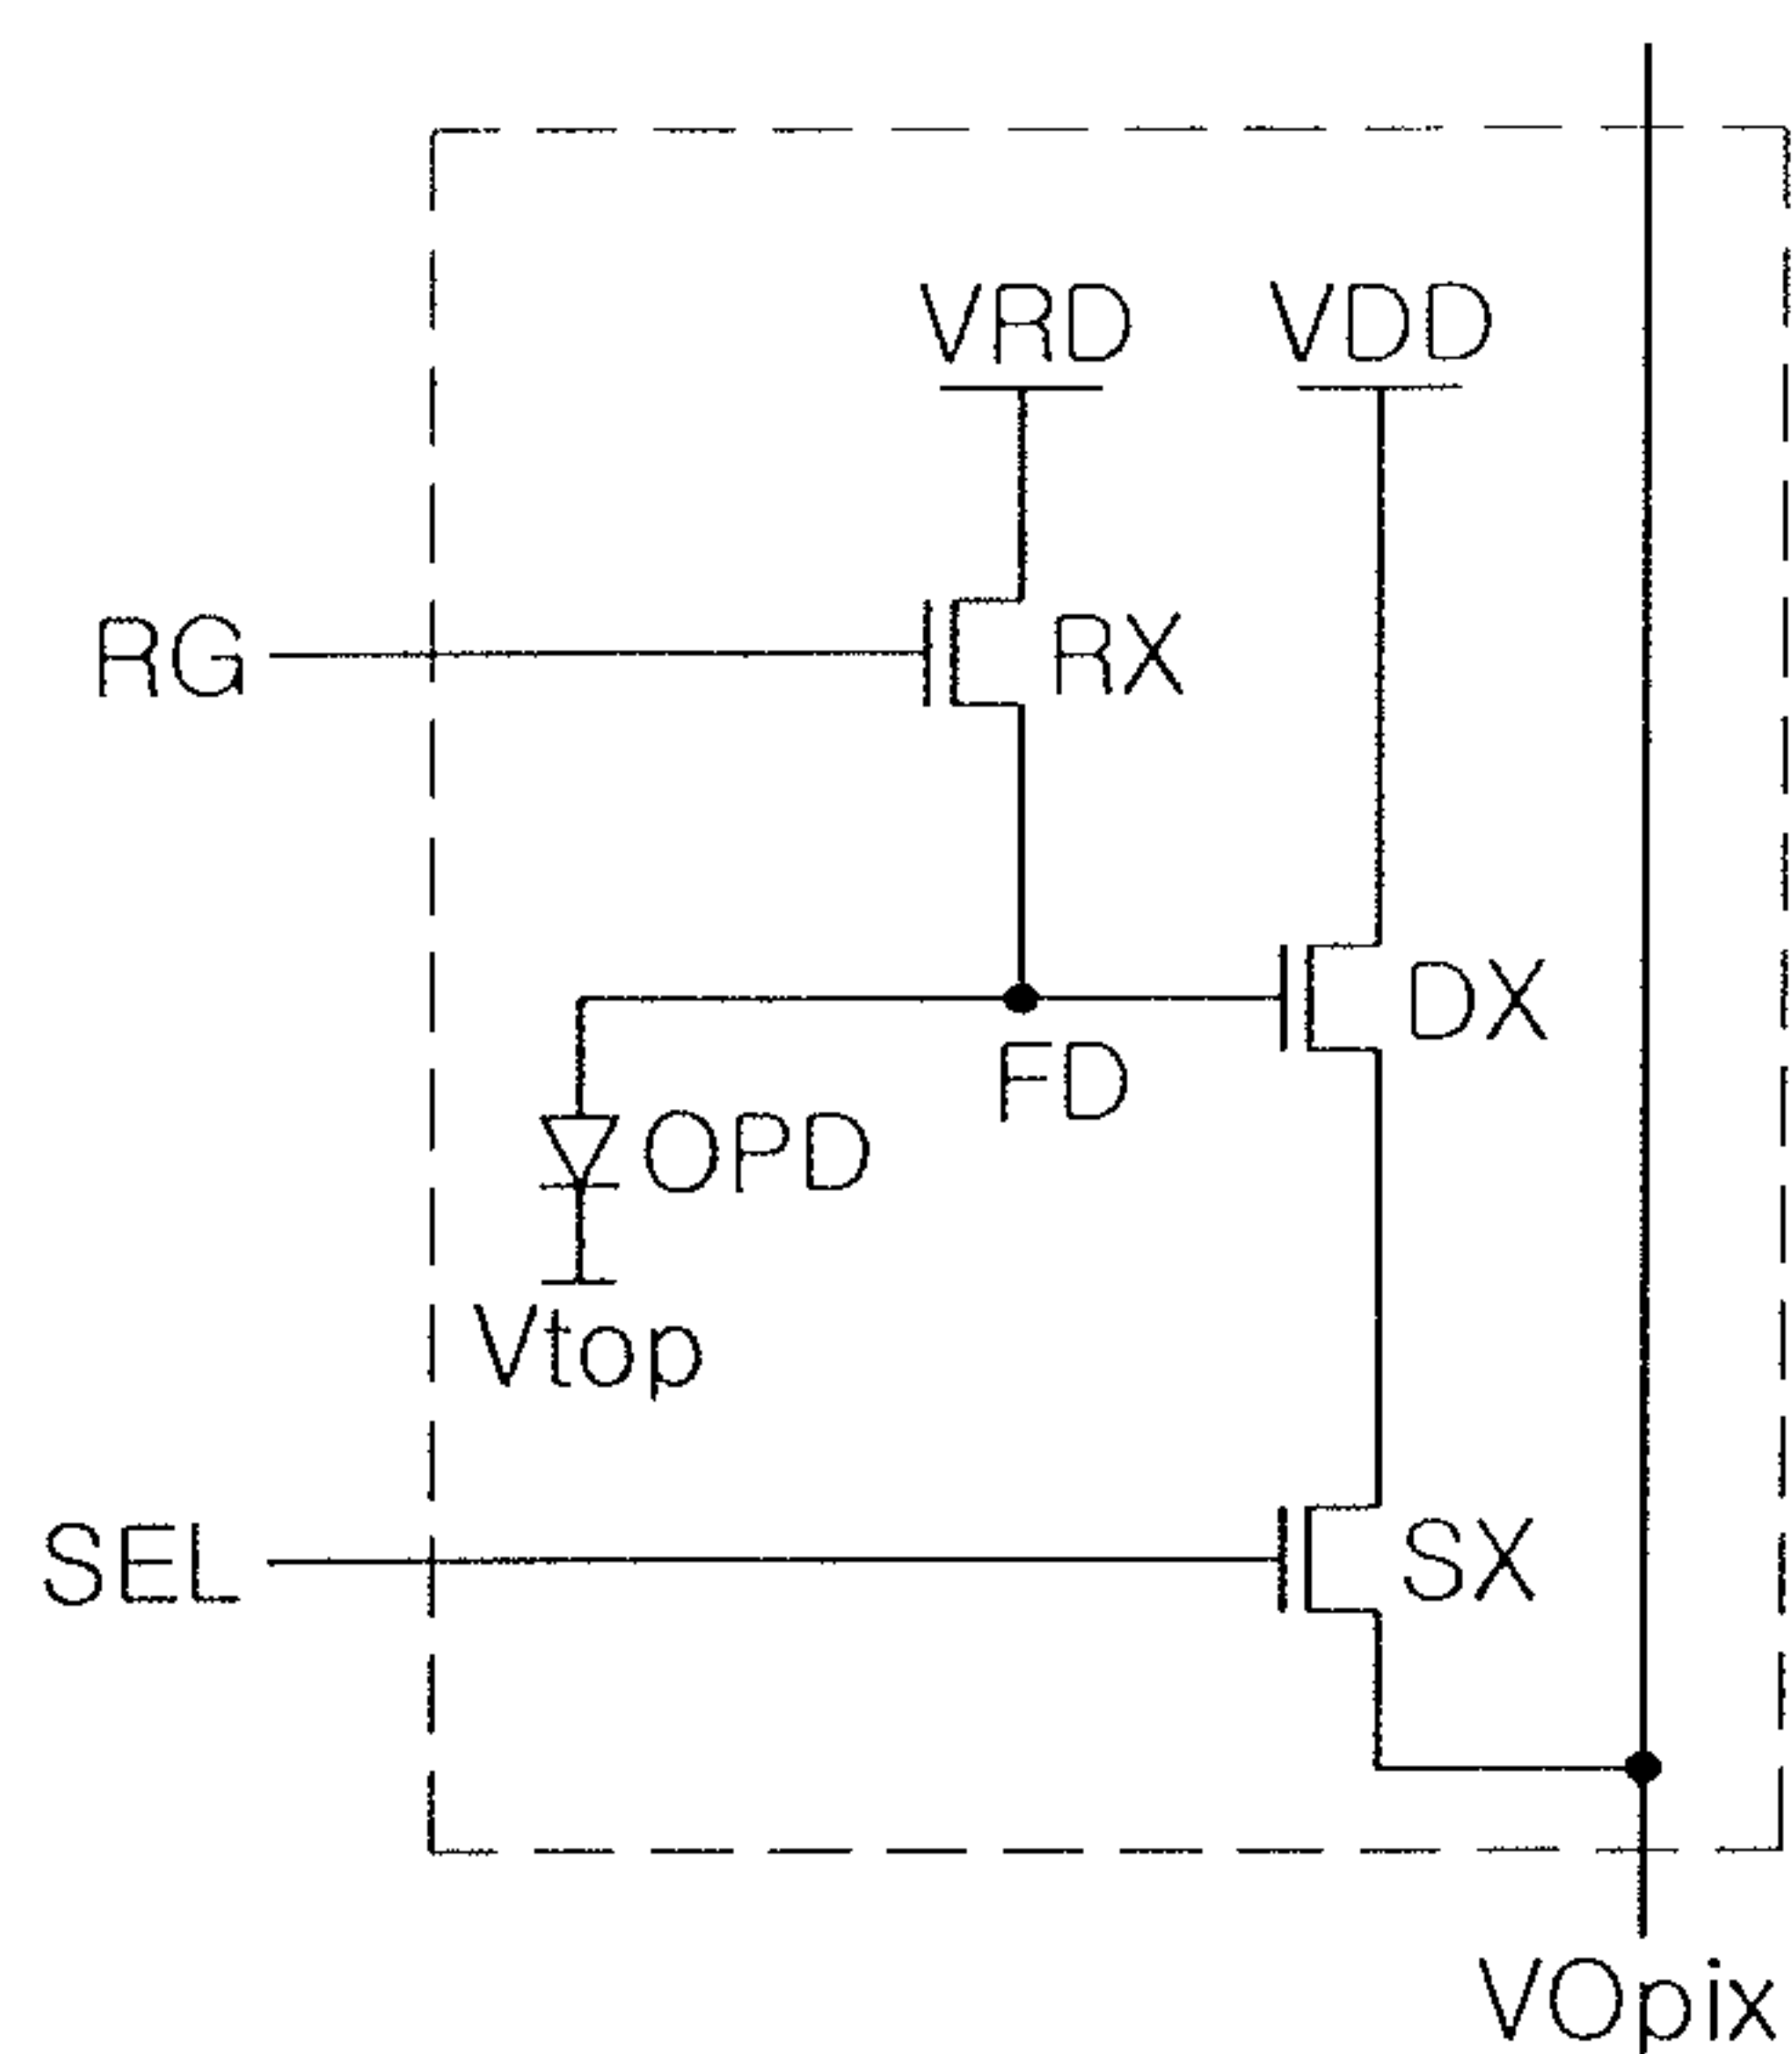 VRD
VDD
RG
RX
DX
FD
OPD
Vtop
SEL
SX
VOpix